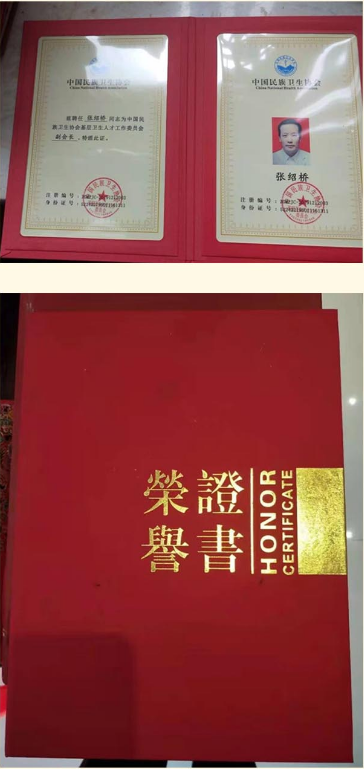 中国民族卫生协会
China National Health Association
兹聘任 张绍桥 同志为中国民
族卫生协会基层卫生人才工作委员会
副会长 ，特颁此证。
注 册 编 号 ：
身 份 证 号 ：
中国民族卫生协会
China National Health Association
张绍桥
注 册 编 号 ：
身 份 证 号 ：
榮 證
譽 書
HONOR
CERTIFICATE